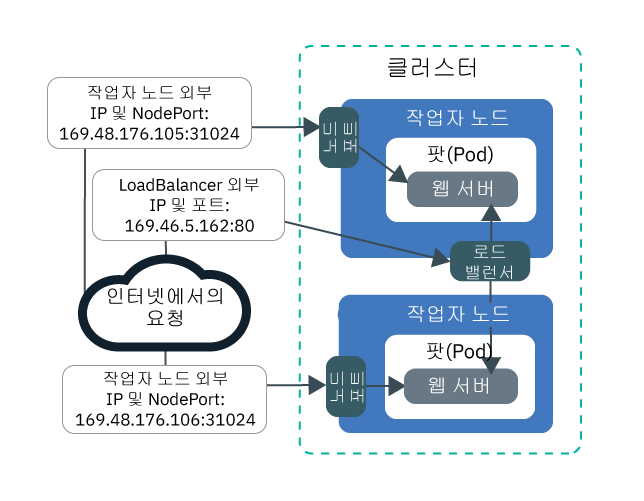 클러스터
작업자 노드 외부
IP 및 NodePort:
169.48.176.105:31024
노드
포트
작업자 노드
팟(Pod)
웹 서버
LoadBalancer 외부
IP 및 포트:
169.46.5.162:80
로드
밸런서
인터넷에서의
요청
작업자 노드
팟(Pod)
웹 서버
작업자 노드 외부
IP 및 NodePort:
169.48.176.106:31024
노드
포트